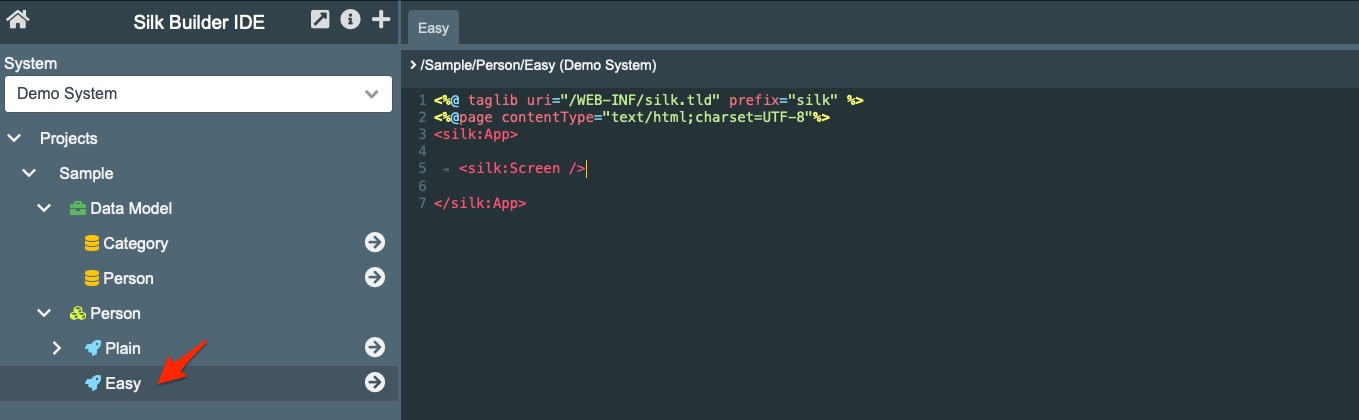 Silk Builder IDE
System
Demo System
Projects
Sample
Data Model
Category
Person
Person
Plain
Easy
Easy
/Sample/Person/Easy (Demo System)
1 <%@ taglib uri="/WEB-INF/silk.tld" prefix="silk" %>
2 <%@page contentType="text/html;charset=UTF-8"%>
3 <silk:App>
4
5 <silk:Screen />
6
7 </silk:App>